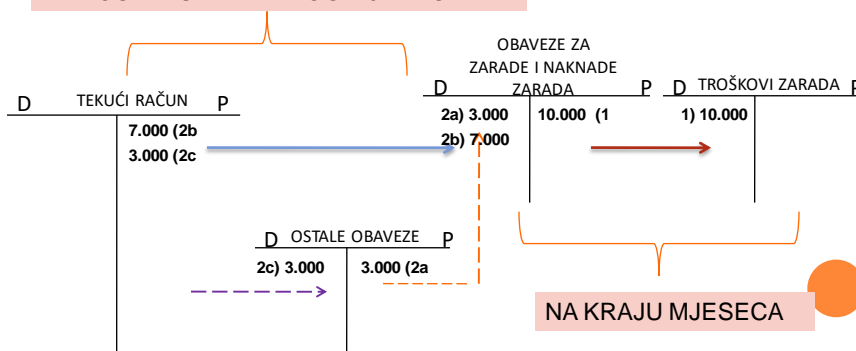 OBAVEZE ZA
ZARADE I NAKNADE
ZARADA
D TEKUĆI RAČUN P
7.000 (2b
3.000 (2c
D P
2a) 3.000 10.000 (1
2b) 7.000
D TROŠKOVI ZARADA P
1) 10.000
D OSTALE OBAVEZE P
2c) 3.000 3.000 (2a
NA KRAJU MJESECA